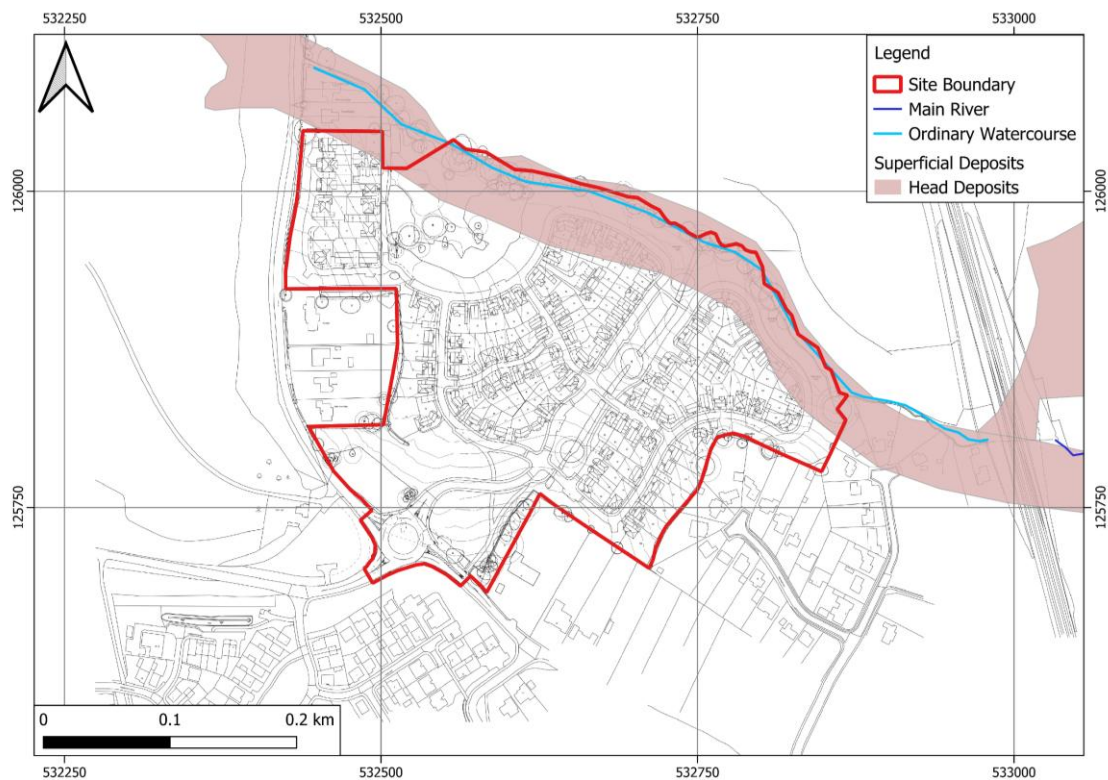 532250 532500 532750 533000
Legend
Site Boundary
Main River
Ordinary Watercourse
Superficial Deposits
Head Deposits
126000 126000
125750 125750
0 0.1 0.2 km
532250 532500 532750 533000